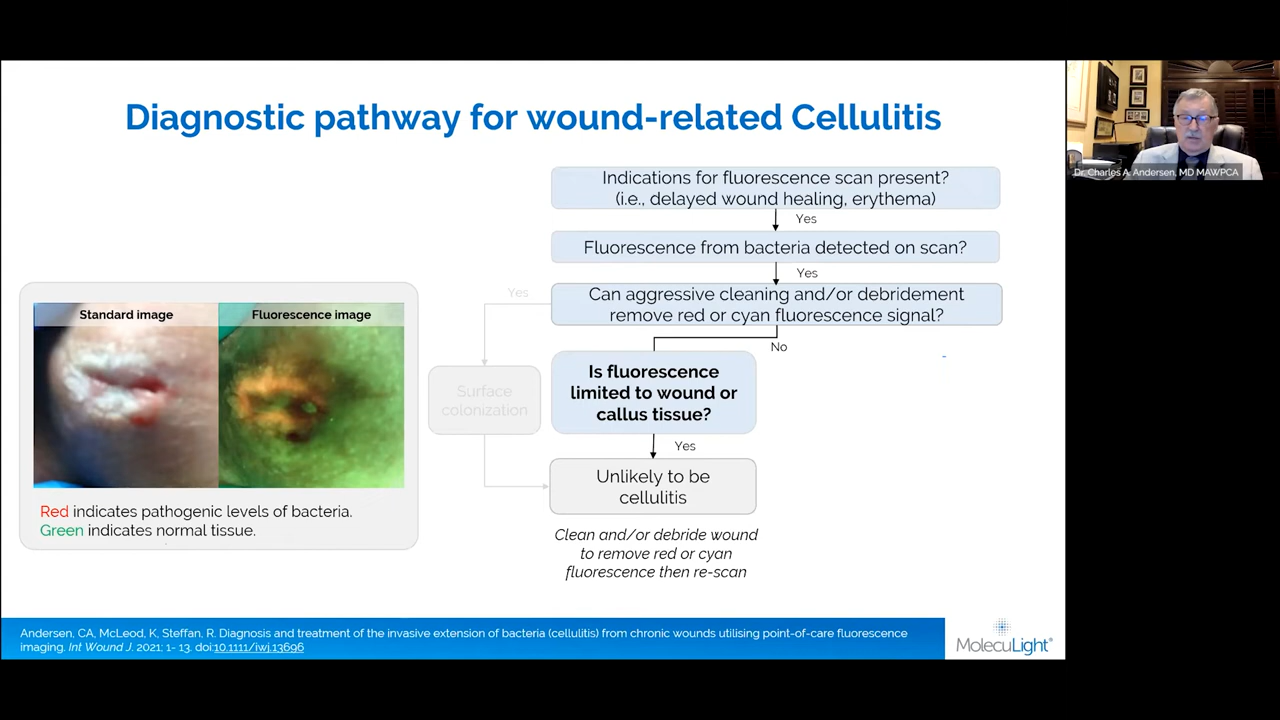 Diagnostic pathway for wound-related Cellulitis
Dr. Charles A. Andersen, MD MAWPCA
Indications for fluorescence scan present?
(i.e., delayed wound healing, erythema)
Yes
Fluorescence from bacteria detected on scan?
Yes
Can aggressive cleaning and/or debridement
remove red or cyan fluorescence signal?
Yes
No
Surface
colonization
Is fluorescence
limited to wound or
callus tissue?
Yes
Unlikely to be
cellulitis
Clean and/or debride wound
to remove red or cyan
fluorescence then re-scan
Standard image
Fluorescence image
Red indicates pathogenic levels of bacteria.
Green indicates normal tissue.
Andersen, CA, McLeod, K, Steffan, R. Diagnosis and treatment of the invasive extension of bacteria (cellulitis) from chronic wounds utilising point-of-care fluorescence
imaging. Int Wound J. 2021; 1- 13. doi:10.1111/iwj.13696
MolecuLight®